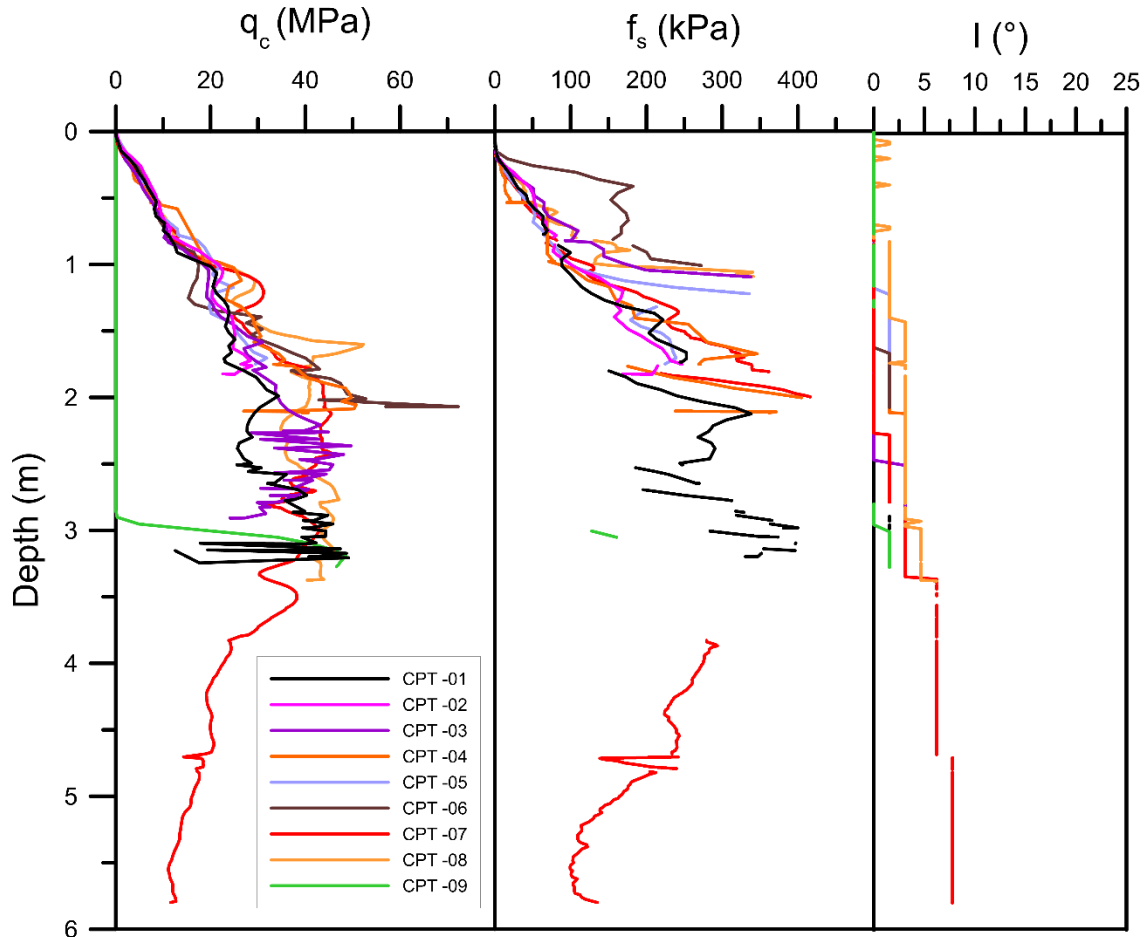 q_c (MPa) f_s (kPa) I (°)
0 20 40 60 0 100 200 300 400 0 5 10 15 20 25
Depth (m)
0
1
2
3
4
5
6
CPT -01
CPT -02
CPT -03
CPT -04
CPT -05
CPT -06
CPT -07
CPT -08
CPT -09